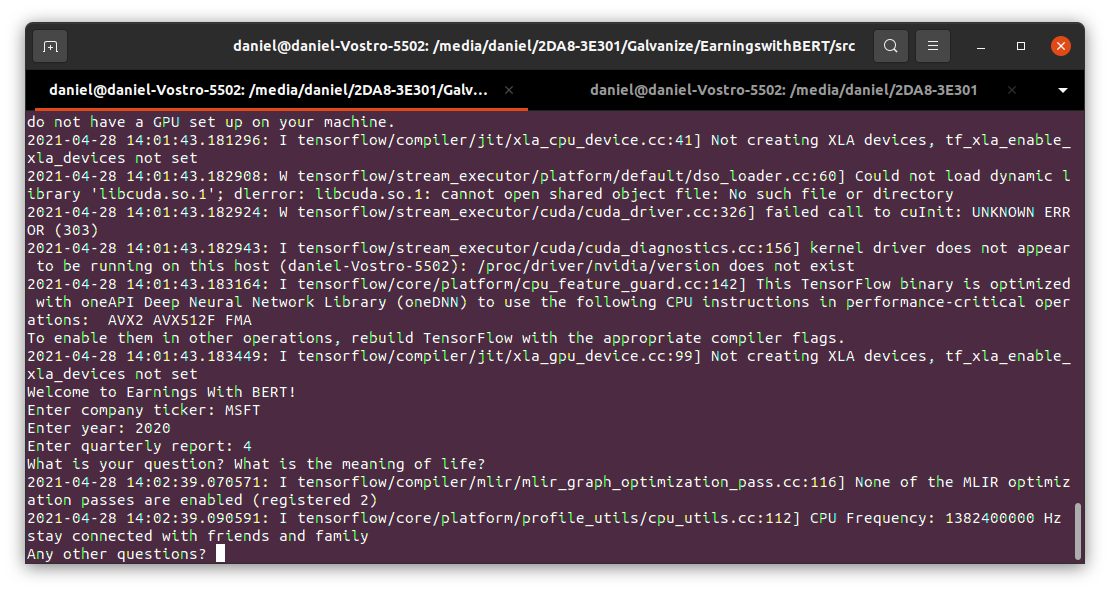 daniel@daniel-Vostro-5502: /media/daniel/2DA8-3E301/Galvanize/EarningswithBERT/src
daniel@daniel-Vostro-5502: /media/daniel/2DA8-3E301/Galv...
daniel@daniel-Vostro-5502: /media/daniel/2DA8-3E301
do not have a GPU set up on your machine.
2021-04-28 14:01:43.181296: I tensorflow/compiler/jit/xla_cpu_device.cc:41] Not creating XLA devices, tf_xla_enable_
xla_devices not set
2021-04-28 14:01:43.182908: W tensorflow/stream_executor/platform/default/dso_loader.cc:60] Could not load dynamic l
ibrary 'libcuda.so.1'; dlerror: libcuda.so.1: cannot open shared object file: No such file or directory
2021-04-28 14:01:43.182924: W tensorflow/stream_executor/cuda/cuda_driver.cc:326] failed call to cuInit: UNKNOWN ERR
OR (303)
2021-04-28 14:01:43.182943: I tensorflow/stream_executor/cuda/cuda_diagnostics.cc:156] kernel driver does not appear
 to be running on this host (daniel-Vostro-5502): /proc/driver/nvidia/version does not exist
2021-04-28 14:01:43.183164: I tensorflow/core/platform/cpu_feature_guard.cc:142] This TensorFlow binary is optimized
 with oneAPI Deep Neural Network Library (oneDNN) to use the following CPU instructions in performance-critical oper
ations:  AVX2 AVX512F FMA
To enable them in other operations, rebuild TensorFlow with the appropriate compiler flags.
2021-04-28 14:01:43.183449: I tensorflow/compiler/jit/xla_gpu_device.cc:99] Not creating XLA devices, tf_xla_enable_
xla_devices not set
Welcome to Earnings With BERT!
Enter company ticker: MSFT
Enter year: 2020
Enter quarterly report: 4
What is your question? What is the meaning of life?
2021-04-28 14:02:39.070571: I tensorflow/compiler/mlir/mlir_graph_optimization_pass.cc:116] None of the MLIR optimiz
ation passes are enabled (registered 2)
2021-04-28 14:02:39.090591: I tensorflow/core/platform/profile_utils/cpu_utils.cc:112] CPU Frequency: 1382400000 Hz
stay connected with friends and family
Any other questions?